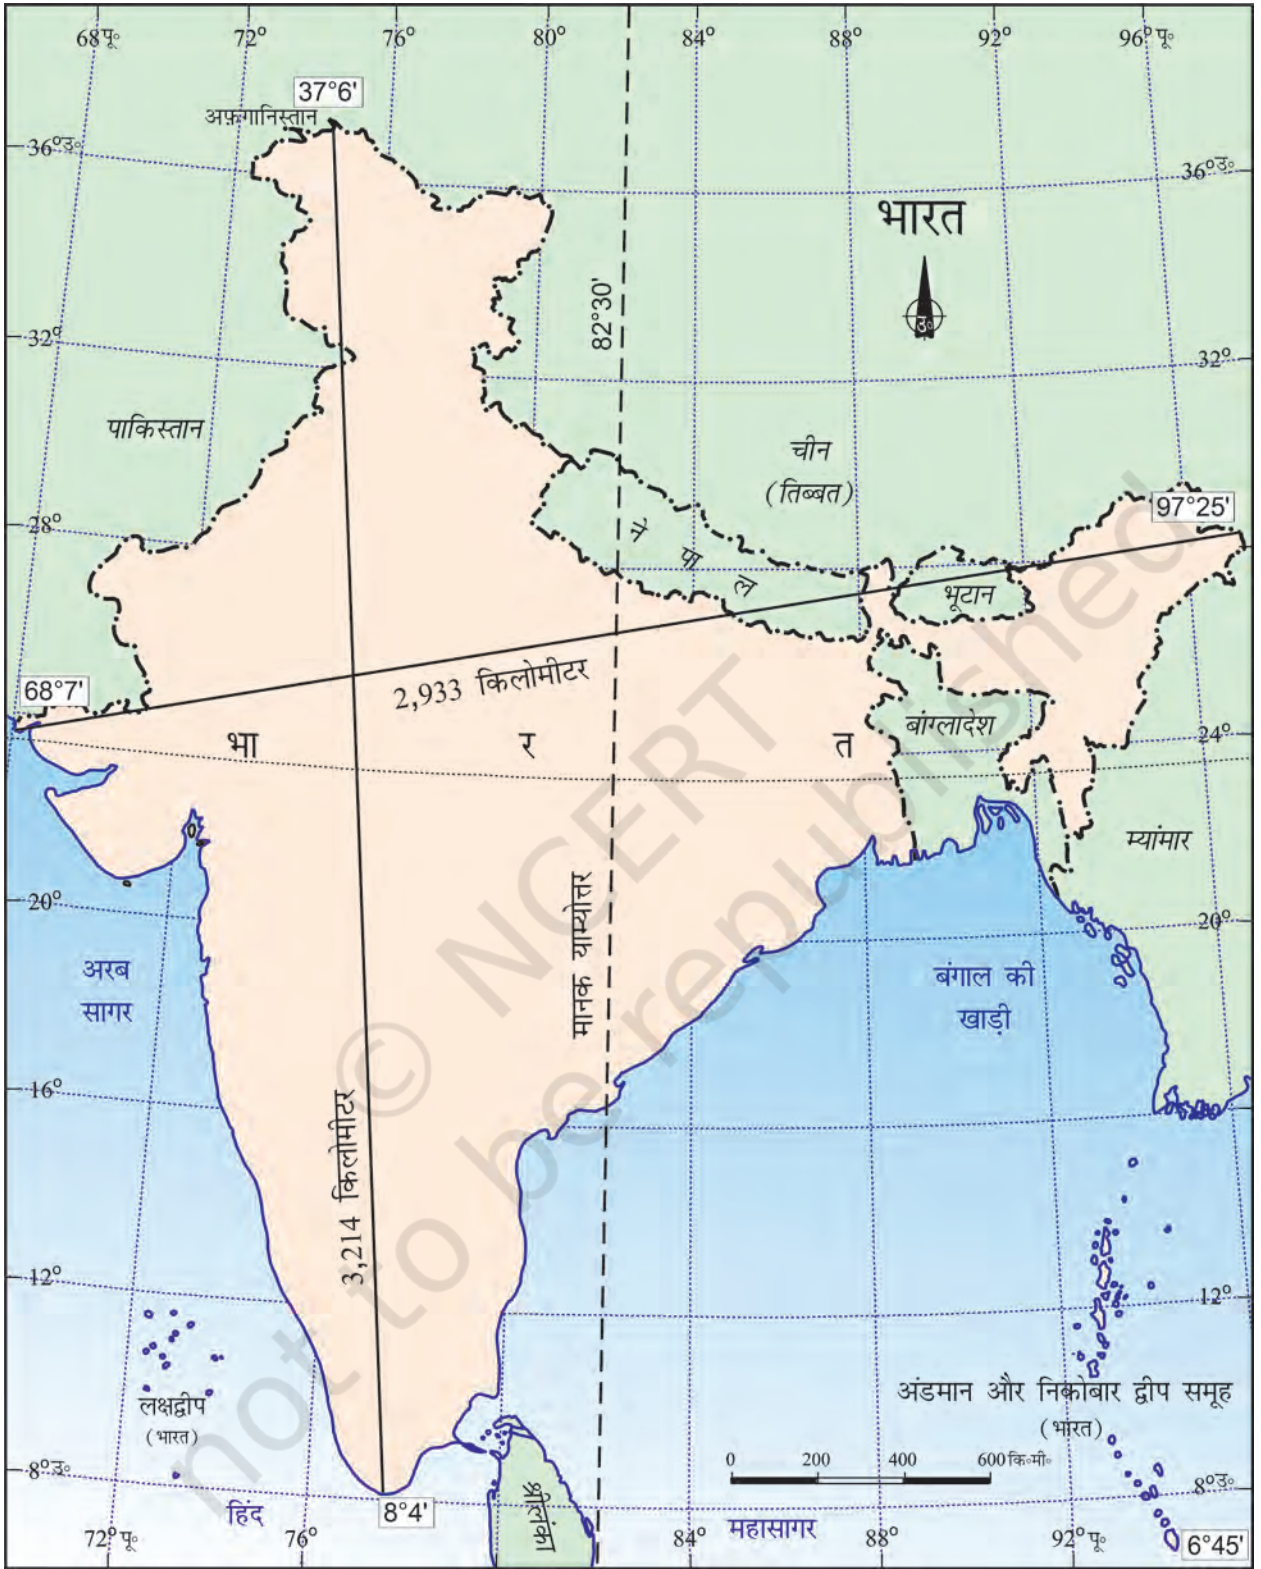 68°पू॰ 72° 76° 80° 84° 88° 92° 96°पू॰
37°6'
अफ़गानिस्तान
36°उ॰
36°उ॰
भारत
उ॰
82°30'
32°
32°
पाकिस्तान
चीन
(तिब्बत)
97°25'
28°
नेपाल
भूटान
68°7'
2,933 किलोमीटर
बांग्लादेश
24°
भा र त
म्यांमार
मानक याम्योत्तर
20°
20°
अरब
सागर
बंगाल की
खाड़ी
16°
3,214 किलोमीटर
12°
12°
लक्षद्वीप
(भारत)
अंडमान और निकोबार द्वीप समूह
(भारत)
0 200 400 600 कि॰मी॰
8°उ॰
8°उ॰
हिंद
8°4'
श्रीलंका
महासागर
72°पू॰ 76° 84° 88° 92°पू॰
6°45'
© NCERT
not to be republished